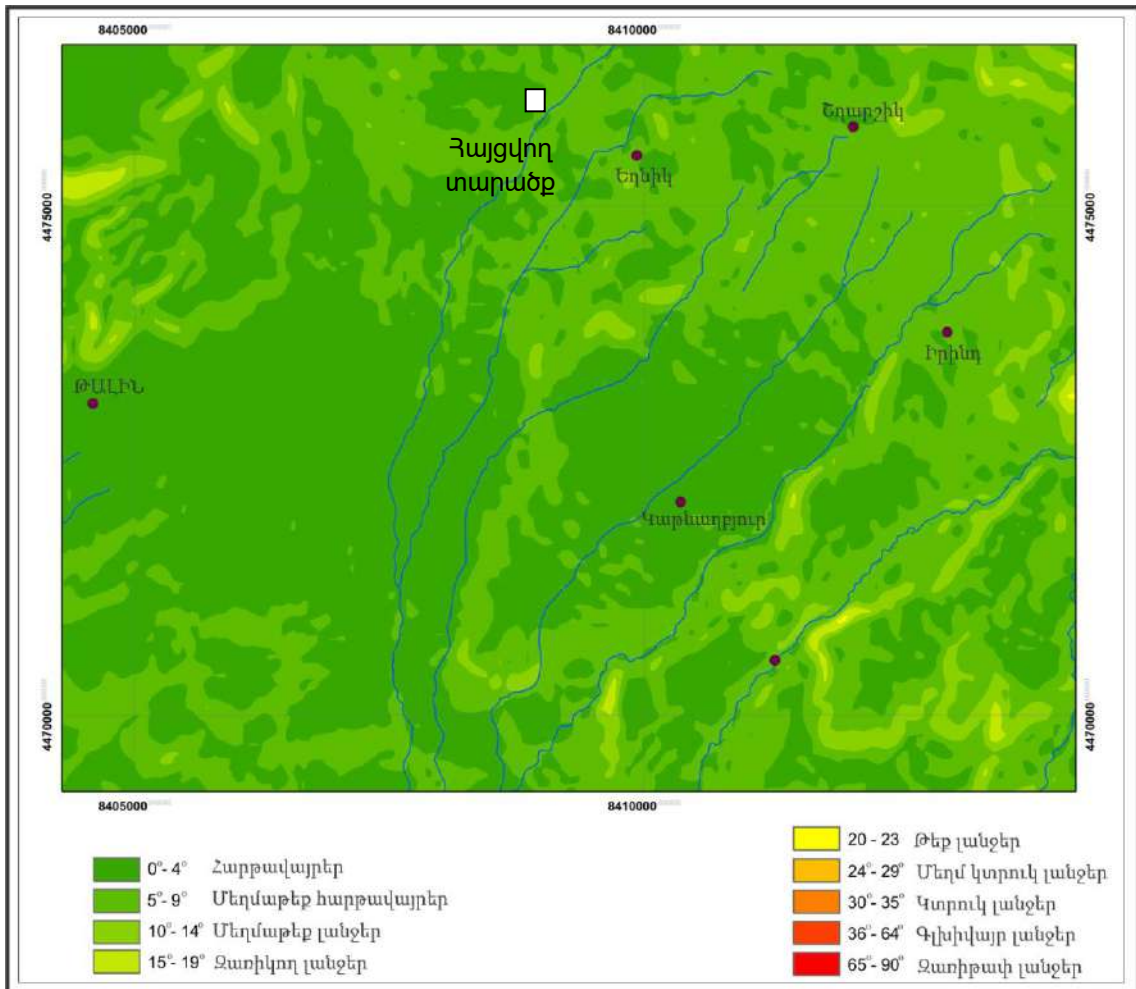 8405000
8410000
Շղարշիկ
Հայցվող
տարածք
Եղնիկ
4475000
4475000
Իրինդ
ԹԱԼԻՆ
Կաթնաղբյուր
4470000
4470000
8405000
8410000
0°- 4° Հարթավայրեր
5°- 9° Մեղմաթեք հարթավայրեր
10°- 14° Մեղմաթեք լանջեր
15°- 19° Զառիկող լանջեր
20 - 23 Թեք լանջեր
24°- 29° Մեղմ կտրուկ լանջեր
30°- 35° Կտրուկ լանջեր
36°- 64° Գլխիվայր լանջեր
65°- 90° Զառիթափ լանջեր